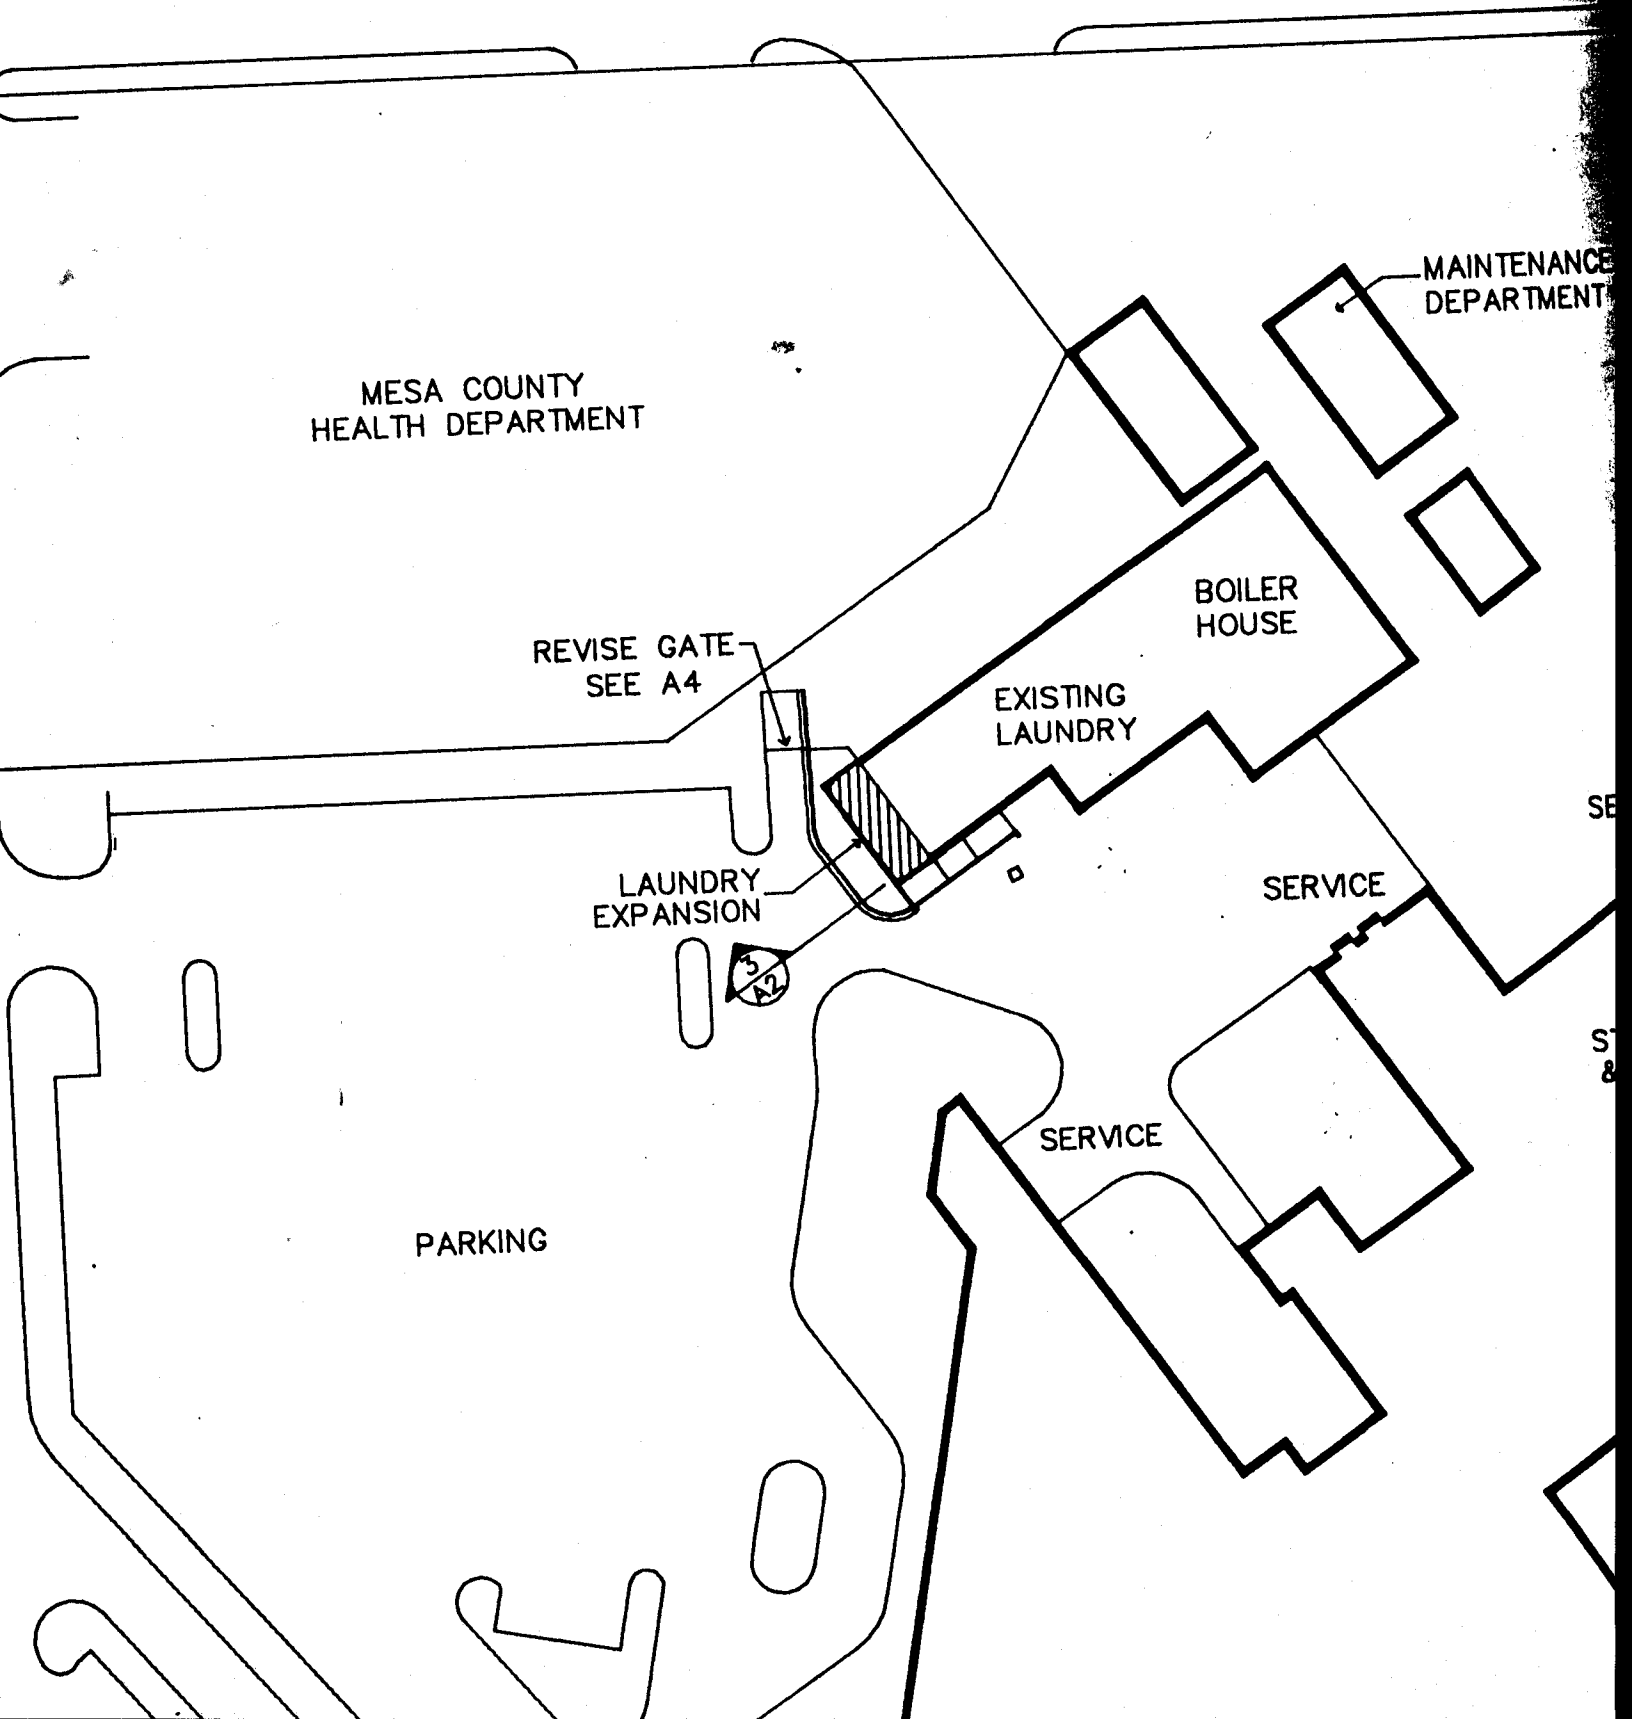 MAINTENANCE
DEPARTMENT
MESA COUNTY
HEALTH DEPARTMENT
BOILER
HOUSE
REVISE GATE
SEE A4
EXISTING
LAUNDRY
LAUNDRY
EXPANSION
SERVICE
3
A2
SERVICE
PARKING